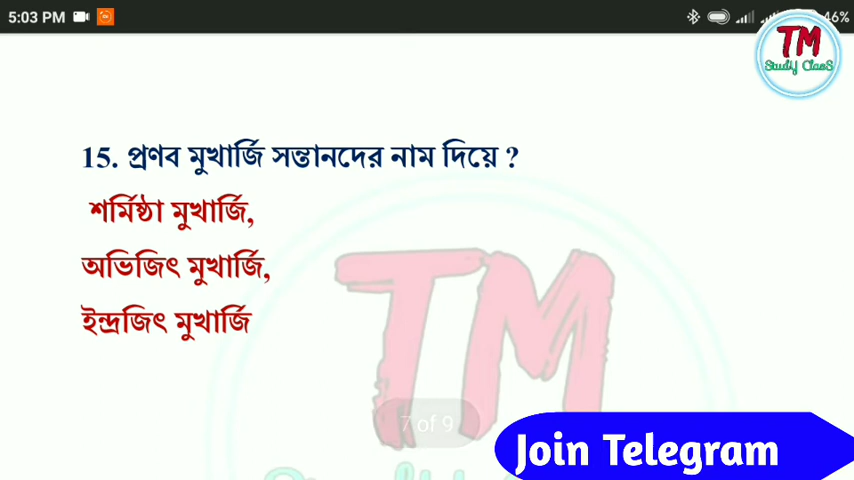 5:03 PM
46%
TM
Study Class
15. প্রণব মুখার্জি সন্তানদের নাম দিয়ে ?
শর্মিষ্ঠা মুখার্জি,
অভিজিৎ মুখার্জি,
ইন্দ্রজিৎ মুখার্জি
TM
7 of 9
Join Telegram